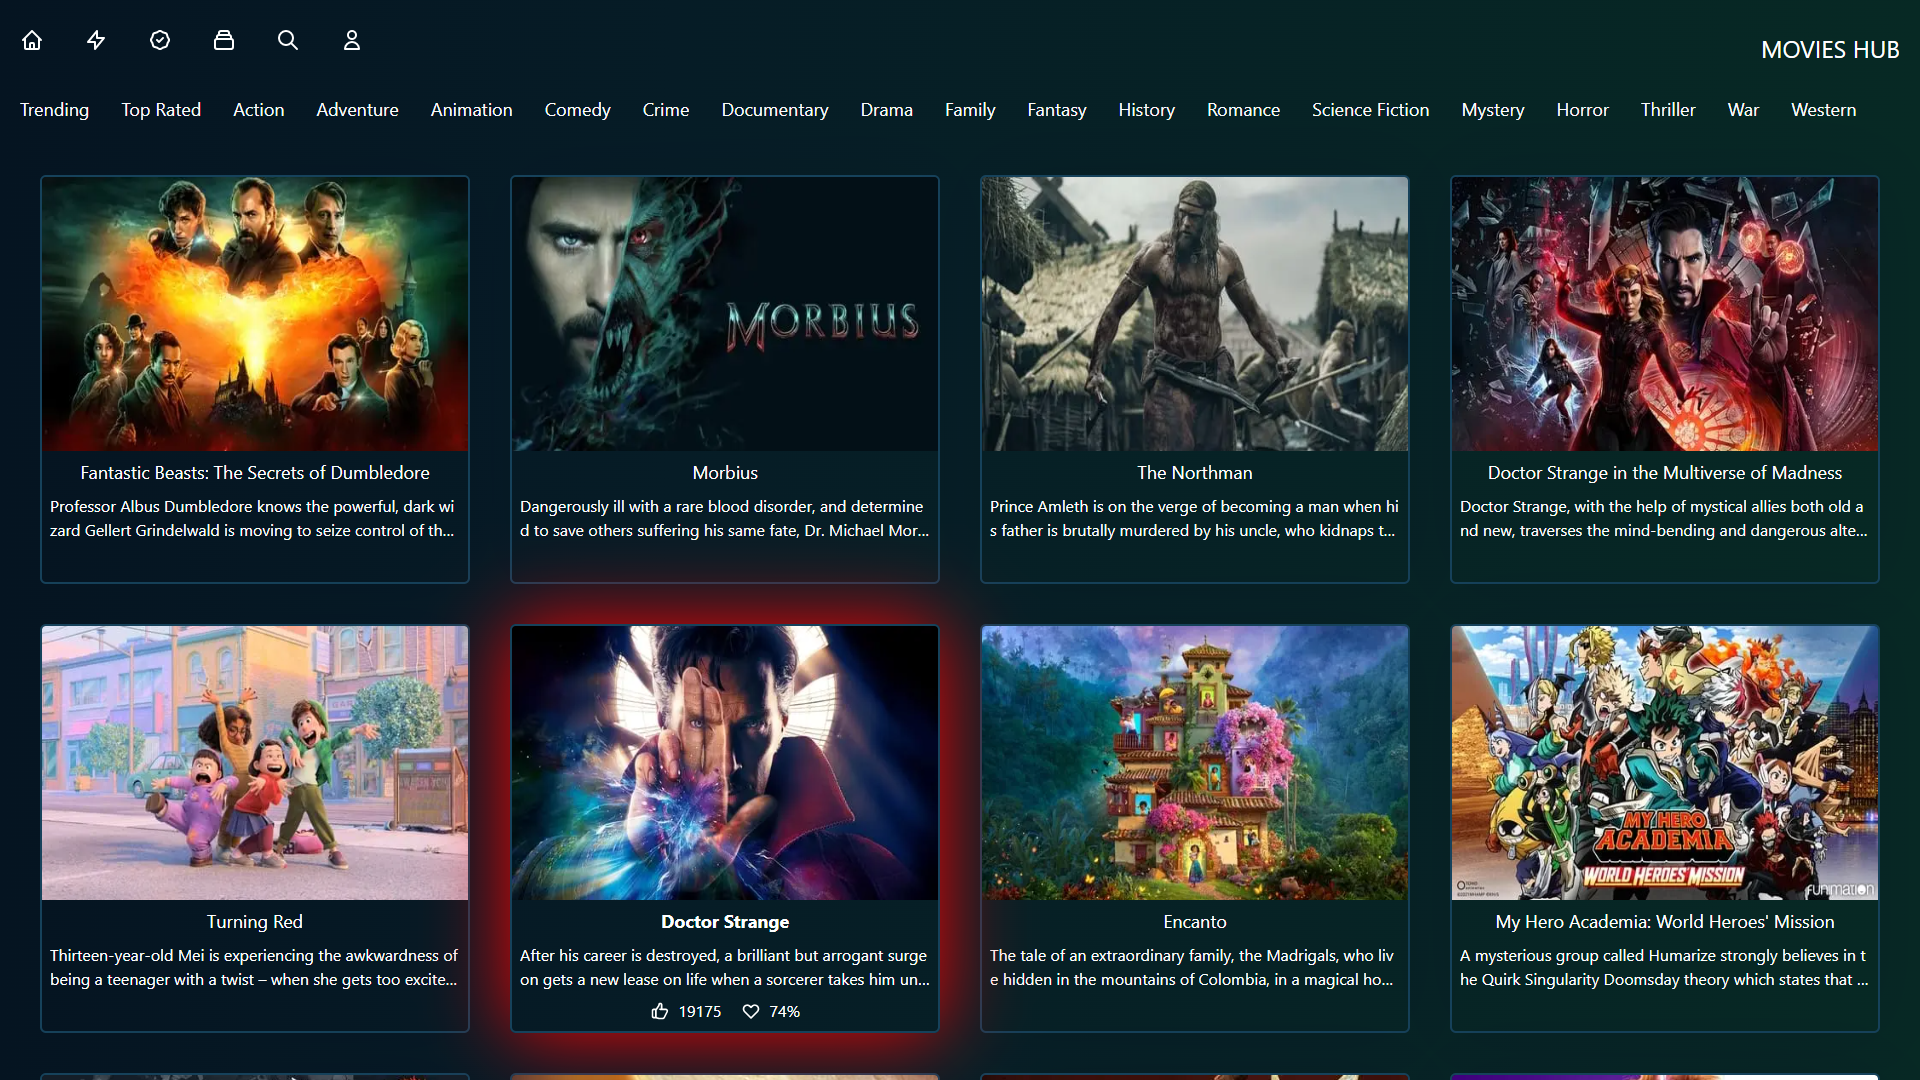 MOVIES HUB
Trending Top Rated Action Adventure Animation Comedy Crime Documentary Drama Family Fantasy History Romance Science Fiction Mystery Horror Thriller War Western
MORBIUS
Fantastic Beasts: The Secrets of Dumbledore
Professor Albus Dumbledore knows the powerful, dark wi
zard Gellert Grindelwald is moving to seize control of th...
Morbius
Dangerously ill with a rare blood disorder, and determine
d to save others suffering his same fate, Dr. Michael Mor...
The Northman
Prince Amleth is on the verge of becoming a man when hi
s father is brutally murdered by his uncle, who kidnaps t...
Doctor Strange in the Multiverse of Madness
Doctor Strange, with the help of mystical allies both old a
nd new, traverses the mind-bending and dangerous alte...
MY HERO
ACADEMIA
WORLD HEROES' MISSION
FUNIMATION
Turning Red
Thirteen-year-old Mei is experiencing the awkwardness of
being a teenager with a twist – when she gets too excite...
Doctor Strange
After his career is destroyed, a brilliant but arrogant surge
on gets a new lease on life when a sorcerer takes him un...
19175 74%
Encanto
The tale of an extraordinary family, the Madrigals, who liv
e hidden in the mountains of Colombia, in a magical ho...
My Hero Academia: World Heroes' Mission
A mysterious group called Humarize strongly believes in t
he Quirk Singularity Doomsday theory which states that ...